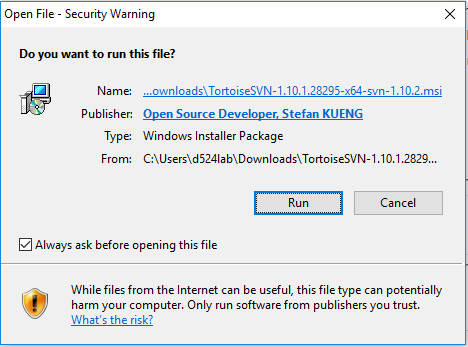 Open File - Security Warning
Do you want to run this file?
Name: ...ownloads\TortoiseSVN-1.10.1.28295-x64-svn-1.10.2.msi
Publisher: Open Source Developer, Stefan KUENG
Type: Windows Installer Package
From: C:\Users\d524lab\Downloads\TortoiseSVN-1.10.1.2829...
Run Cancel
Always ask before opening this file
While files from the Internet can be useful, this file type can potentially
harm your computer. Only run software from publishers you trust.
What's the risk?